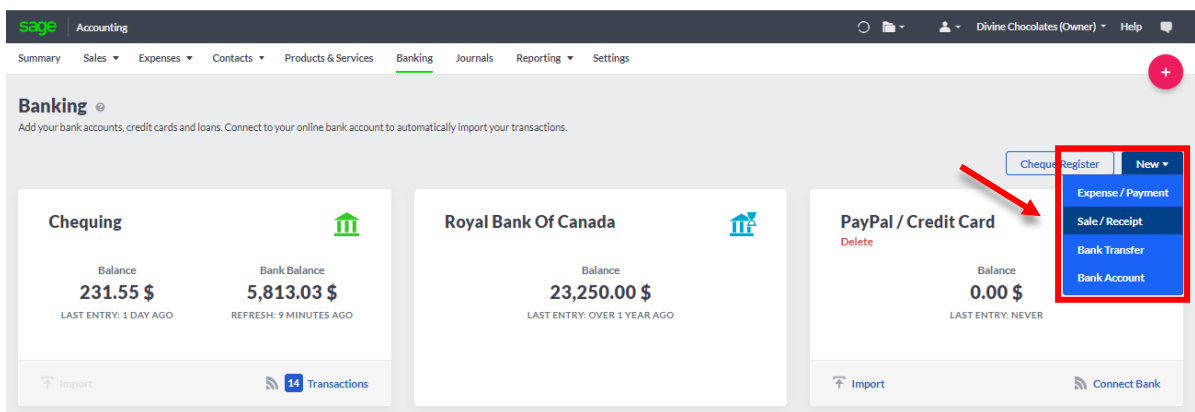 sage Accounting Divine Chocolates (Owner) Help
Summary Sales Expenses Contacts Products & Services Banking Journals Reporting Settings
+
Banking
Add your bank accounts, credit cards and loans. Connect to your online bank account to automatically import your transactions.
Cheque Register New
Expense / Payment
Sale / Receipt
Bank Transfer
Bank Account
Chequing
Balance Bank Balance
231.55 $ 5,813.03 $
LAST ENTRY: 1 DAY AGO REFRESH: 9 MINUTES AGO
Import 14 Transactions
Royal Bank Of Canada
Balance
23,250.00 $
LAST ENTRY: OVER 1 YEAR AGO
PayPal / Credit Card
Delete
Balance
0.00 $
LAST ENTRY: NEVER
Import Connect Bank